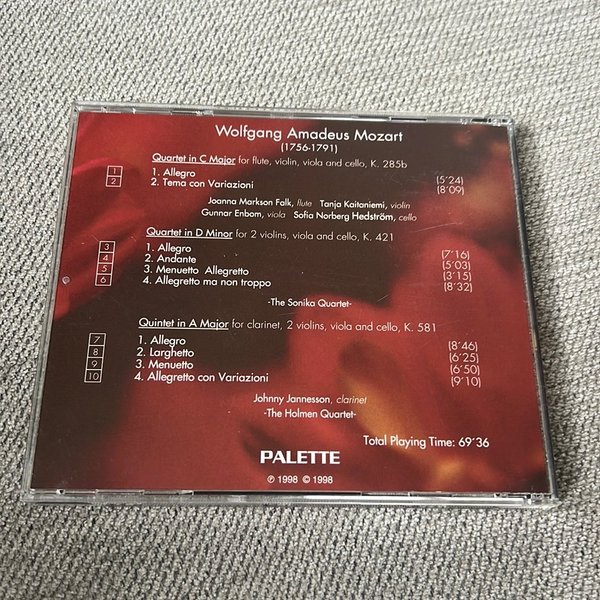 Wolfgang Amadeus Mozart
(1756-1791)
Quartet in C Major for flute, violin, viola and cello, K. 285b
1 1. Allegro (5´24)
2 2. Tema con Variazioni (8´09)
Joanna Markson Falk, flute Tanja Kaitaniemi, violin
Gunnar Enbom, viola Sofia Norberg Hedström, cello
Quartet in D Minor for 2 violins, viola and cello, K. 421
3 1. Allegro (7´16)
4 2. Andante (5´03)
5 3. Menuetto Allegretto (3´15)
6 4. Allegretto ma non troppo (8´32)
-The Sonika Quartet-
Quintet in A Major for clarinet, 2 violins, viola and cello, K. 581
7 1. Allegro (8´46)
8 2. Larghetto (6´25)
9 3. Menuetto (6´50)
10 4. Allegretto con Variazioni (9´10)
Johnny Jannesson, clarinet
-The Holmen Quartet-
Total Playing Time: 69´36
PALETTE
℗ 1998 © 1998